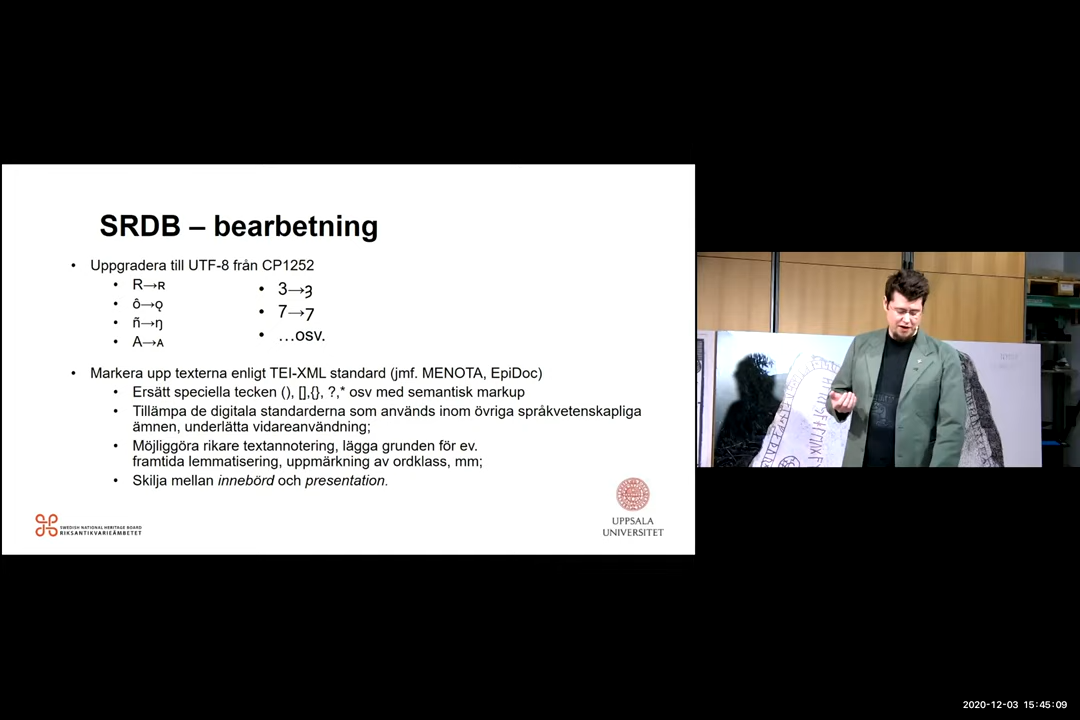 SRDB – bearbetning
• Uppgradera till UTF-8 från CP1252
• R→ʀ
• ô→ǫ
• ñ→ŋ
• A→ᴀ
• 3→ȝ
• 7→⁊
• …osv.
• Markera upp texterna enligt TEI-XML standard (jmf. MENOTA, EpiDoc)
• Ersätt speciella tecken (), [],{}, ?,* osv med semantisk markup
• Tillämpa de digitala standarderna som används inom övriga språkvetenskapliga
ämnen, underlätta vidareanvändning;
• Möjliggöra rikare textannotering, lägga grunden för ev.
framtida lemmatisering, uppmärkning av ordklass, mm;
• Skilja mellan innebörd och presentation.
SWEDISH NATIONAL HERITAGE BOARD
RIKSANTIKVARIEÄMBETET
UPPSALA
UNIVERSITET
2020-12-03 15:45:09